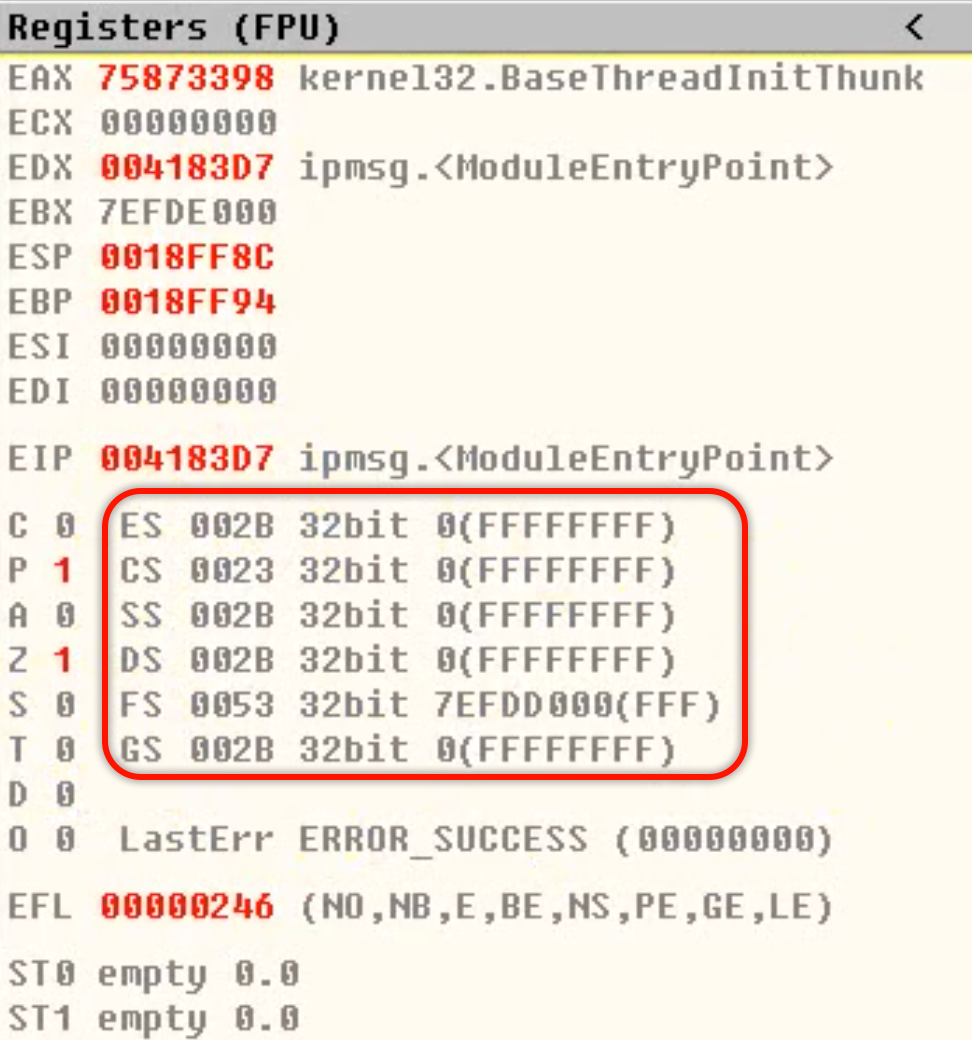 Registers (FPU) <
EAX 75873398 kernel32.BaseThreadInitThunk
ECX 00000000
EDX 004183D7 ipmsg.<ModuleEntryPoint>
EBX 7EFDE000
ESP 0018FF8C
EBP 0018FF94
ESI 00000000
EDI 00000000
EIP 004183D7 ipmsg.<ModuleEntryPoint>
C 0 ES 002B 32bit 0(FFFFFFFF)
P 1 CS 0023 32bit 0(FFFFFFFF)
A 0 SS 002B 32bit 0(FFFFFFFF)
Z 1 DS 002B 32bit 0(FFFFFFFF)
S 0 FS 0053 32bit 7EFDD000(FFF)
T 0 GS 002B 32bit 0(FFFFFFFF)
D 0
O 0 LastErr ERROR_SUCCESS (00000000)
EFL 00000246 (NO,NB,E,BE,NS,PE,GE,LE)
ST0 empty 0.0
ST1 empty 0.0